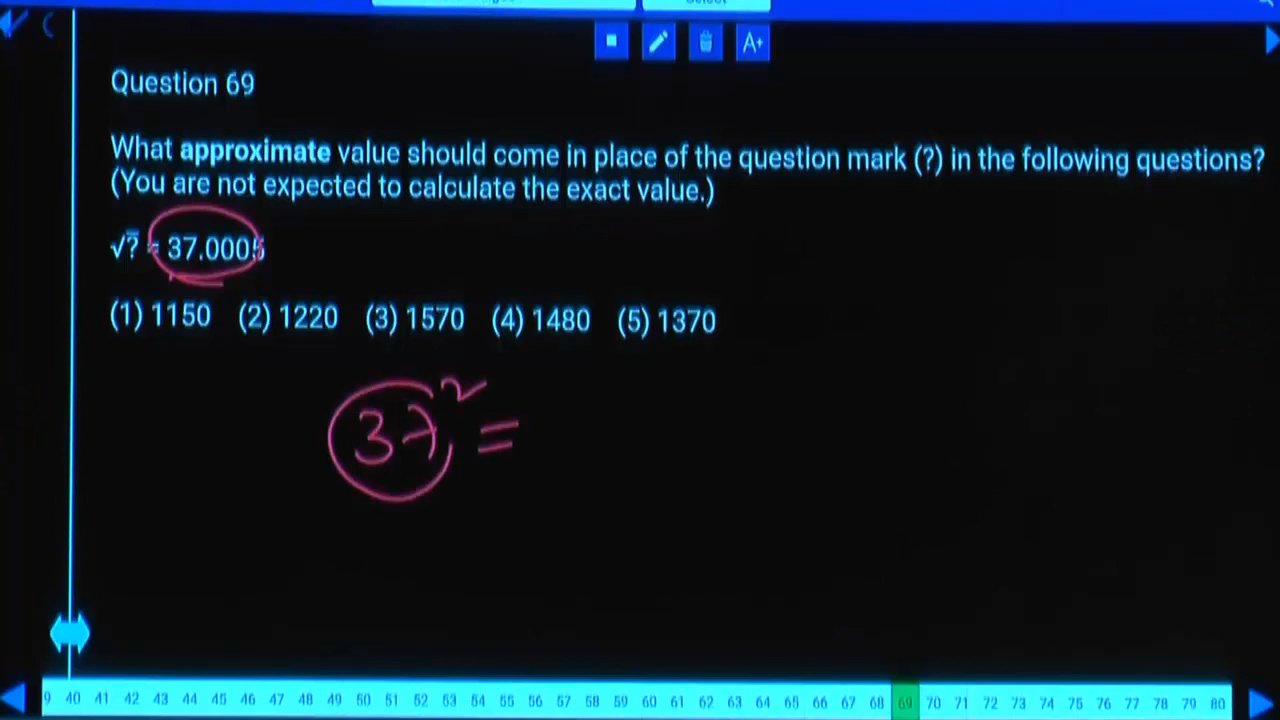 A+
Question 69
What approximate value should come in place of the question mark (?) in the following questions?
(You are not expected to calculate the exact value.)
√? = 37.0005
(1) 1150 (2) 1220 (3) 1570 (4) 1480 (5) 1370
37² =
9 40 41 42 43 44 45 46 47 48 49 50 51 52 53 54 55 56 57 58 59 60 61 62 63 64 65 66 67 68 69 70 71 72 73 74 75 76 77 78 79 80